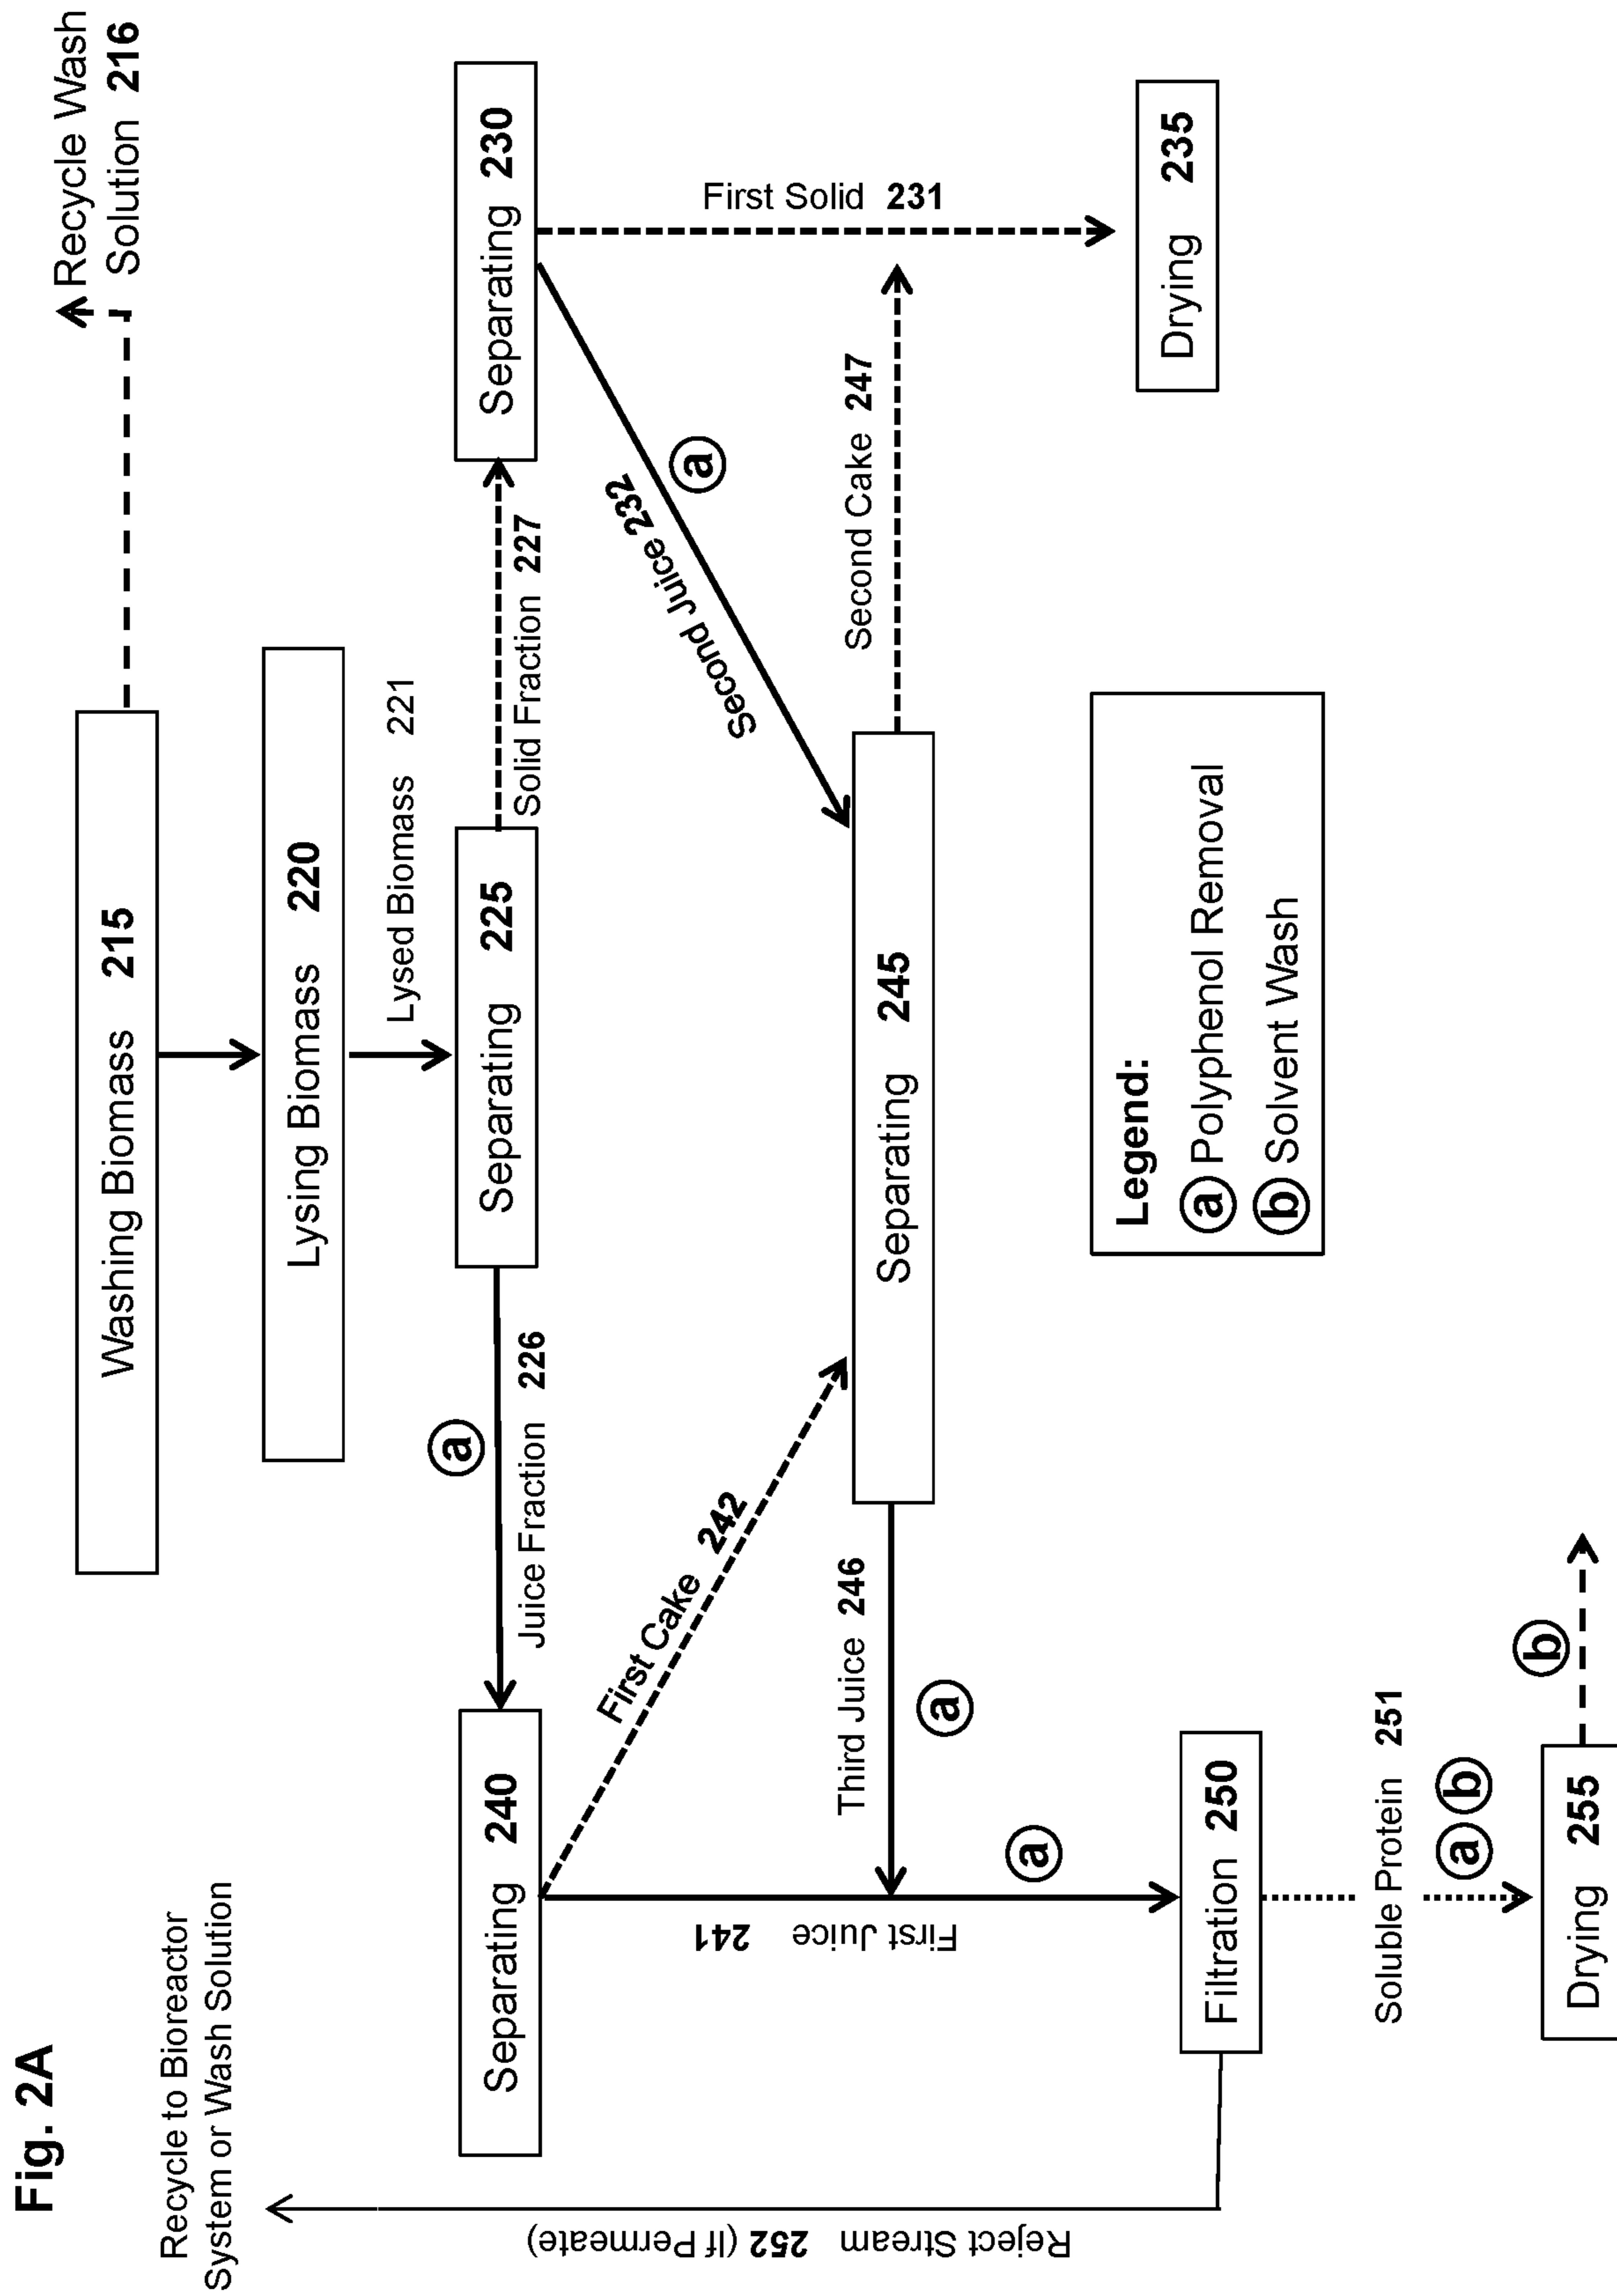 Fig. 2A
Recycle to Bioreactor
System or Wash Solution
Recycle Wash
Solution 216
Washing Biomass 215
Lysing Biomass 220
Lysed Biomass 221
Separating 240
a
Juice Fraction 226
Separating 225
Solid Fraction 227
Separating 230
First Cake 242
Second Juice 232
a
First Solid 231
First Juice 241
Third Juice 246
a
Separating 245
Second Cake 247
a
Reject Stream 252 (If Permeate)
Filtration 250
Drying 235
Soluble Protein 251
a b
Drying 255
b
Legend:
a Polyphenol Removal
b Solvent Wash